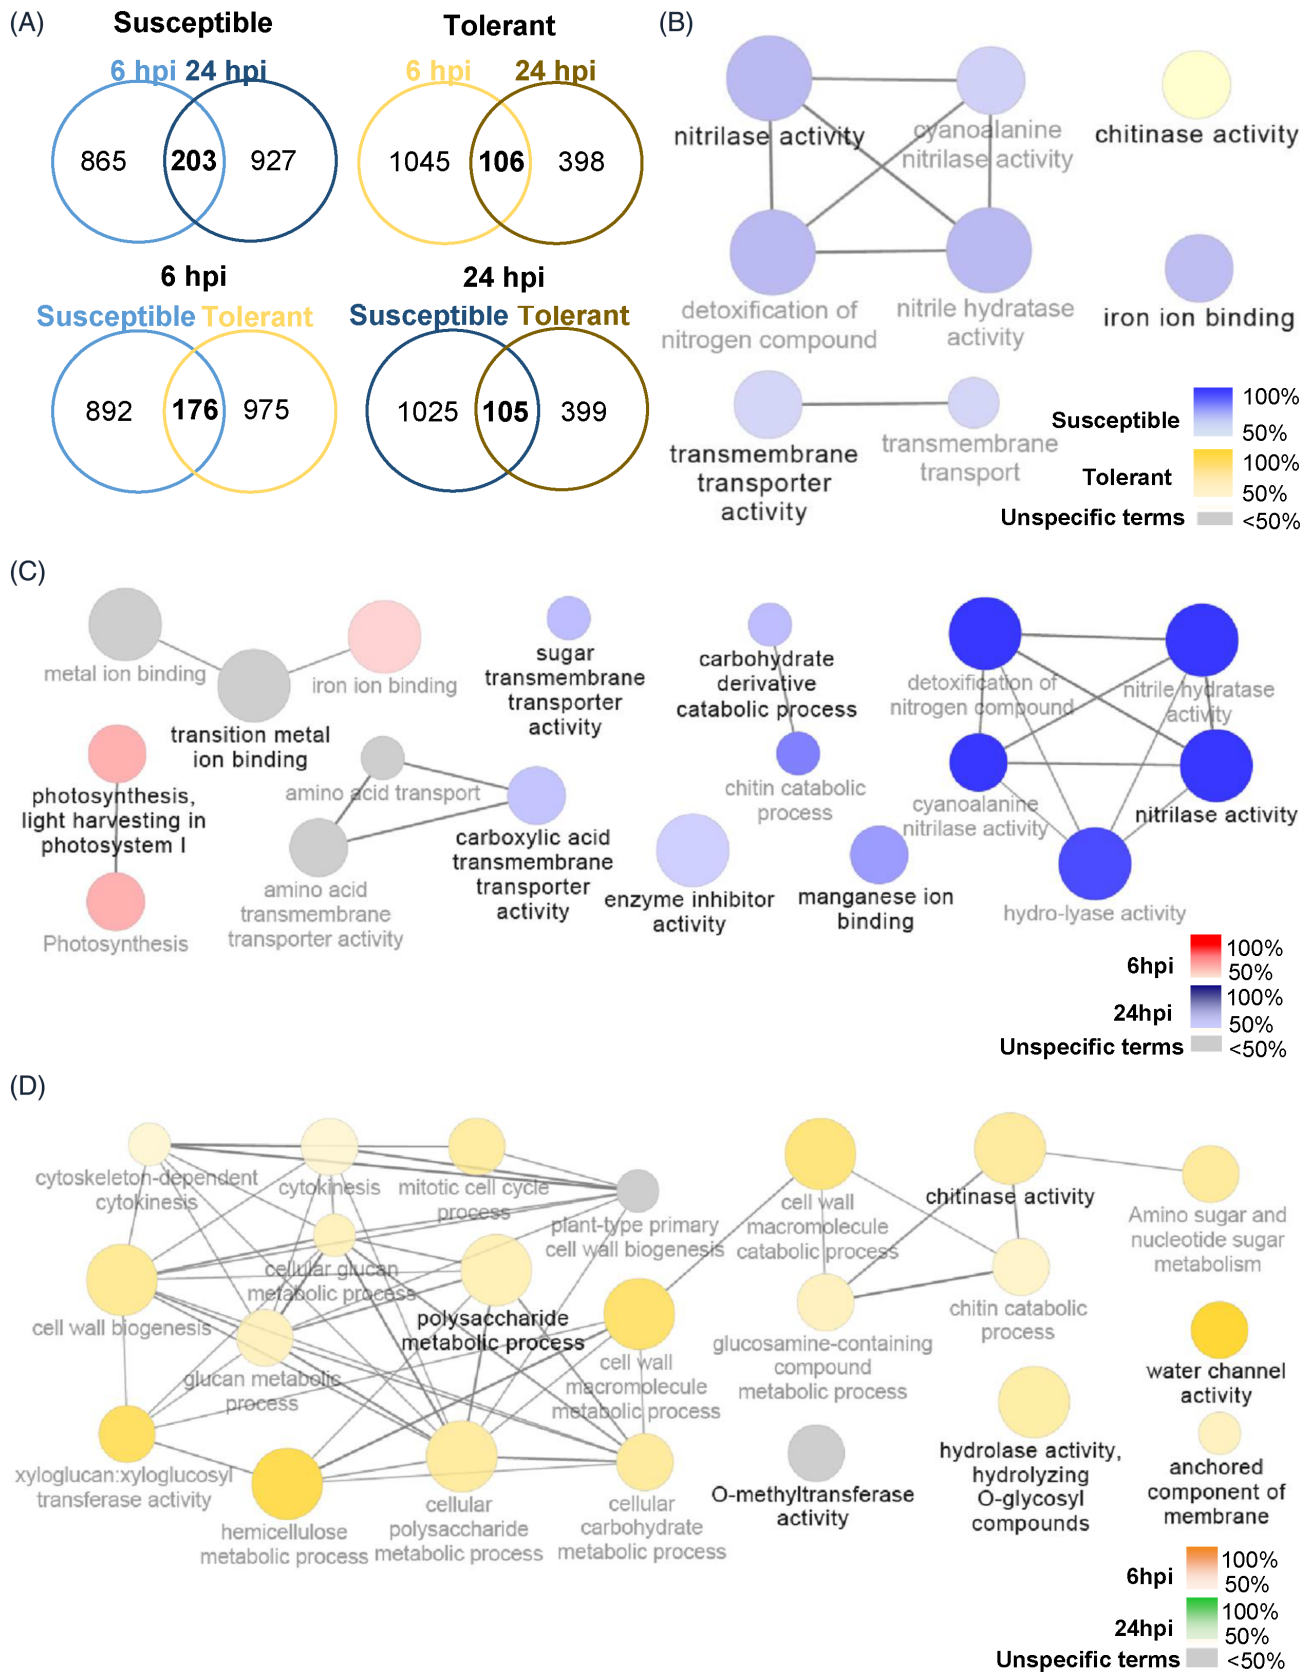 (A)
Susceptible
Tolerant
6 hpi 24 hpi
6 hpi 24 hpi
865 203 927
1045 106 398
6 hpi
24 hpi
Susceptible Tolerant
Susceptible Tolerant
892 176 975
1025 105 399
(B)
nitrilase activity
cyanoalanine
nitrilase activity
chitinase activity
detoxification of
nitrogen compound
nitrile hydratase
activity
iron ion binding
transmembrane
transporter
activity
transmembrane
transport
Susceptible
100%
50%
Tolerant
100%
50%
Unspecific terms
<50%
(C)
metal ion binding
iron ion binding
transition metal
ion binding
photosynthesis,
light harvesting in
photosystem I
Photosynthesis
amino acid transport
amino acid
transmembrane
transporter activity
sugar
transmembrane
transporter
activity
carboxylic acid
transmembrane
transporter
activity
carbohydrate
derivative
catabolic process
chitin catabolic
process
enzyme inhibitor
activity
manganese ion
binding
detoxification of
nitrogen compound
nitrile hydratase
activity
cyanoalanine
nitrilase activity
nitrilase activity
hydro-lyase activity
6hpi
100%
50%
24hpi
100%
50%
Unspecific terms
<50%
(D)
cytoskeleton-dependent
cytokinesis
cytokinesis
mitotic cell cycle
process
plant-type primary
cell wall biogenesis
cellular glucan
metabolic process
cell wall biogenesis
polysaccharide
metabolic process
glucan metabolic
process
cell wall
macromolecule
metabolic process
xyloglucan:xyloglucosyl
transferase activity
hemicellulose
metabolic process
cellular
polysaccharide
metabolic process
cellular
carbohydrate
metabolic process
cell wall
macromolecule
catabolic process
chitinase activity
Amino sugar and
nucleotide sugar
metabolism
glucosamine-containing
compound
metabolic process
chitin catabolic
process
water channel
activity
O-methyltransferase
activity
hydrolase activity,
hydrolyzing
O-glycosyl
compounds
anchored
component of
membrane
6hpi
100%
50%
24hpi
100%
50%
Unspecific terms
<50%